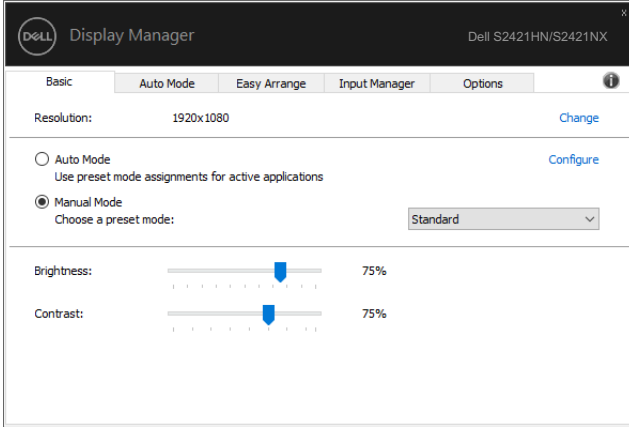 DELL Display Manager Dell S2421HN/S2421NX
Basic Auto Mode Easy Arrange Input Manager Options
Resolution: 1920x1080 Change
Auto Mode Configure
Use preset mode assignments for active applications
Manual Mode
Choose a preset mode: Standard
Brightness: 75%
Contrast: 75%